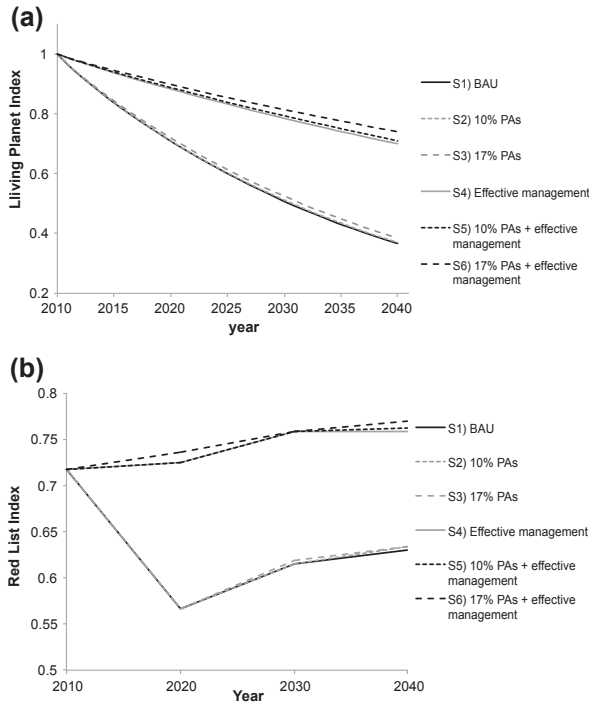 (a)
Lliving Planet Index
1
0.8
0.6
0.4
0.2
2010 2015 2020 2025 2030 2035 2040
year
S1) BAU
S2) 10% PAs
S3) 17% PAs
S4) Effective management
S5) 10% PAs + effective
management
S6) 17% PAs + effective
management
(b)
Red List Index
0.8
0.75
0.7
0.65
0.6
0.55
0.5
2010 2020 2030 2040
Year
S1) BAU
S2) 10% PAs
S3) 17% PAs
S4) Effective management
S5) 10% PAs + effective
management
S6) 17% PAs + effective
management